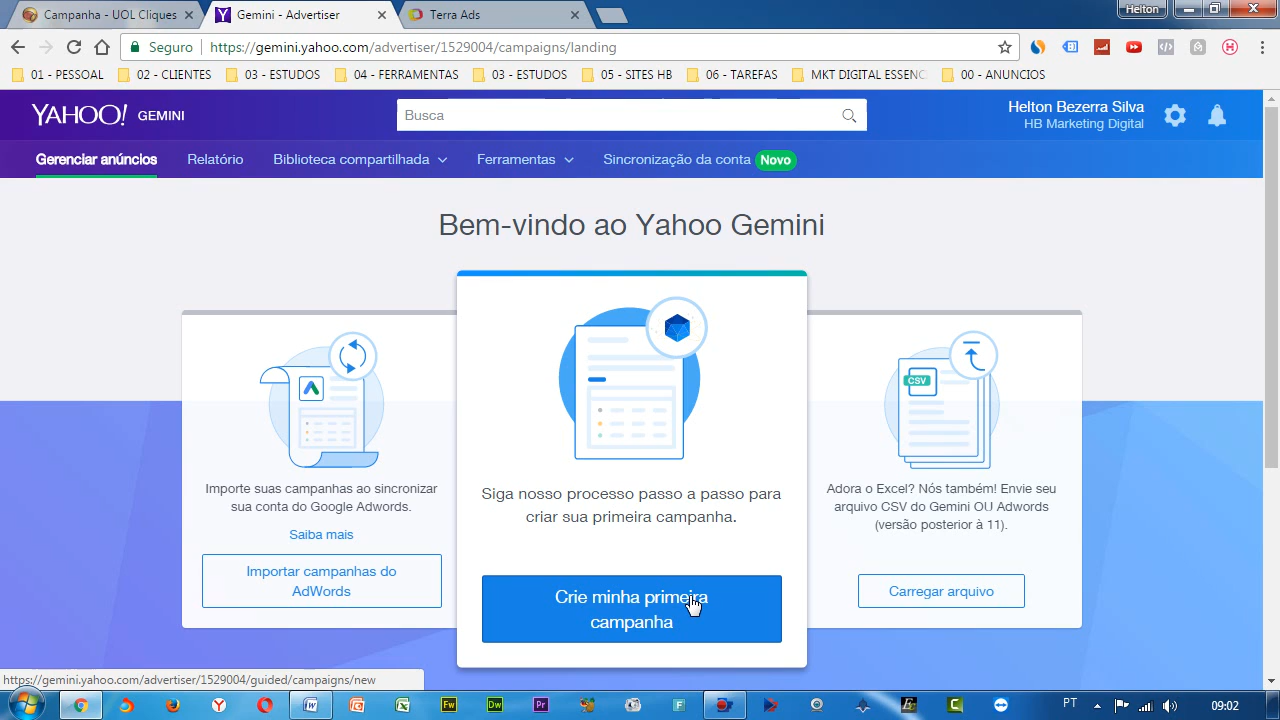 Campanha - UOL Cliques
Gemini - Advertiser
Terra Ads
Helton
Seguro
https://gemini.yahoo.com/advertiser/1529004/campaigns/landing
01 - PESSOAL
02 - CLIENTES
03 - ESTUDOS
04 - FERRAMENTAS
03 - ESTUDOS
05 - SITES HB
06 - TAREFAS
MKT DIGITAL ESSENC
00 - ANUNCIOS
YAHOO! GEMINI
Busca
Helton Bezerra Silva
HB Marketing Digital
Gerenciar anúncios
Relatório
Biblioteca compartilhada
Ferramentas
Sincronização da conta
Novo
Bem-vindo ao Yahoo Gemini
Importe suas campanhas ao sincronizar
sua conta do Google Adwords.
Saiba mais
Importar campanhas do
AdWords
Siga nosso processo passo a passo para
criar sua primeira campanha.
Crie minha primeira
campanha
CSV
Adora o Excel? Nós também! Envie seu
arquivo CSV do Gemini OU Adwords
(versão posterior à 11).
Carregar arquivo
https://gemini.yahoo.com/advertiser/1529004/guided/campaigns/new
Fw
Dw
Pr
PT
09:02